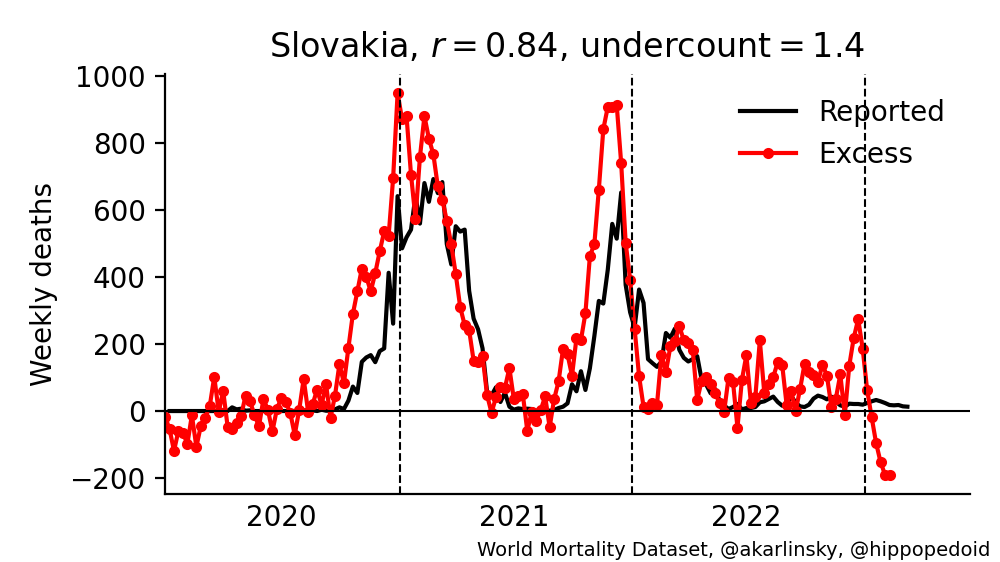 Slovakia, r = 0.84, undercount = 1.4
1000
800
600
400
200
0
−200
Weekly deaths
Reported
Excess
2020 2021 2022
World Mortality Dataset, @akarlinsky, @hippopedoid